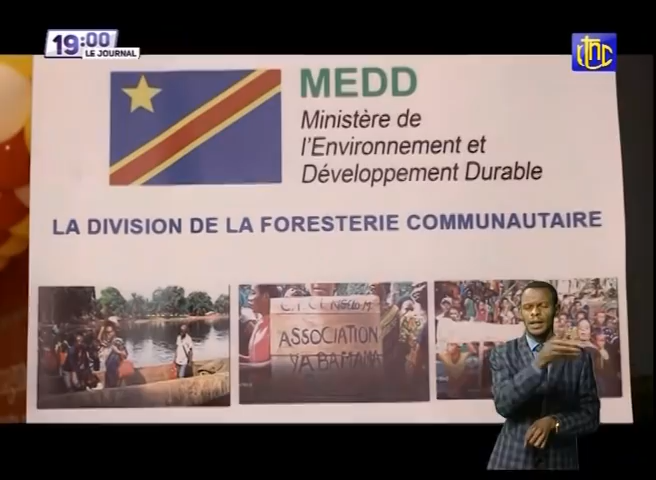 19:00
LE JOURNAL
MEDD
Ministère de
l'Environnement et
Développement Durable
LA DIVISION DE LA FORESTERIE COMMUNAUTAIRE
ASSOCIATION
YA BAMAMA